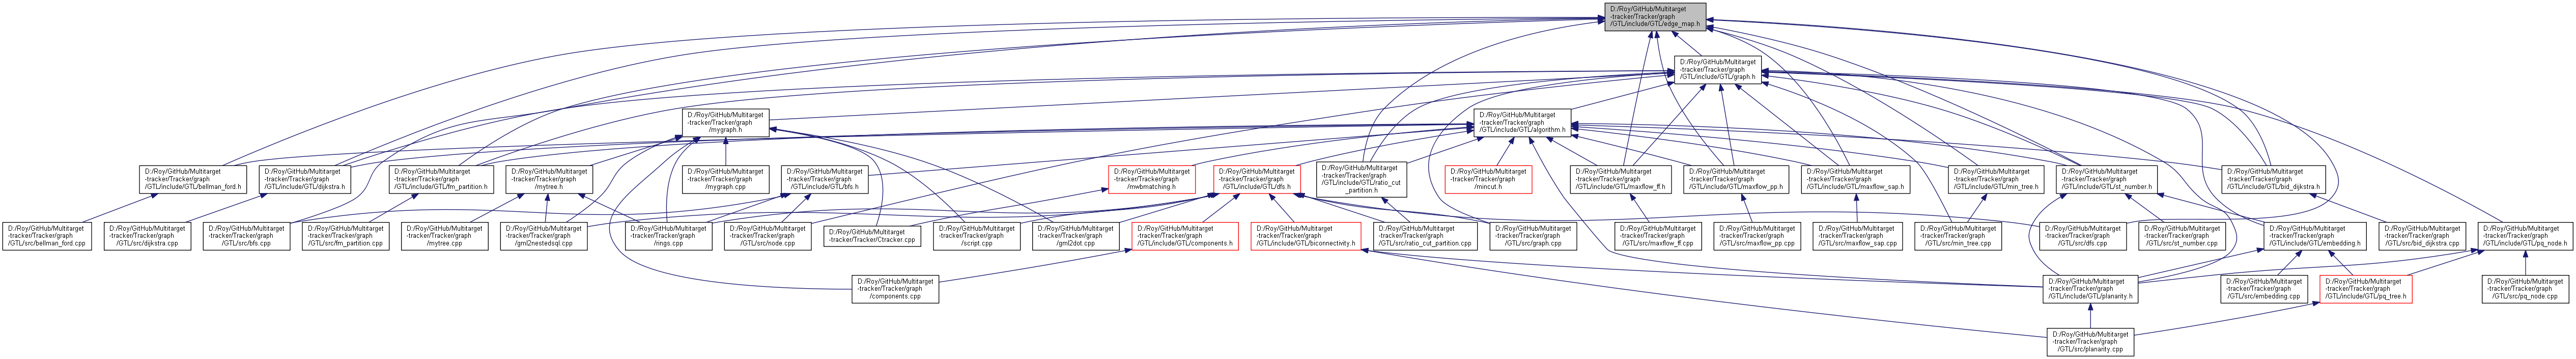 D:/Roy/GitHub/Multitarget
-tracker/Tracker/graph
/GTL/include/GTL/edge_map.h
D:/Roy/GitHub/Multitarget
-tracker/Tracker/graph
/GTL/include/GTL/graph.h
D:/Roy/GitHub/Multitarget
-tracker/Tracker/graph
/mygraph.h
D:/Roy/GitHub/Multitarget
-tracker/Tracker/graph
/GTL/include/GTL/algorithm.h
D:/Roy/GitHub/Multitarget
-tracker/Tracker/graph
/GTL/include/GTL/bellman_ford.h
D:/Roy/GitHub/Multitarget
-tracker/Tracker/graph
/GTL/include/GTL/dijkstra.h
D:/Roy/GitHub/Multitarget
-tracker/Tracker/graph
/GTL/include/GTL/fm_partition.h
D:/Roy/GitHub/Multitarget
-tracker/Tracker/graph
/mytree.h
D:/Roy/GitHub/Multitarget
-tracker/Tracker/graph
/mygraph.cpp
D:/Roy/GitHub/Multitarget
-tracker/Tracker/graph
/GTL/include/GTL/bfs.h
D:/Roy/GitHub/Multitarget
-tracker/Tracker/graph
/mwbmatching.h
D:/Roy/GitHub/Multitarget
-tracker/Tracker/graph
/GTL/include/GTL/dfs.h
D:/Roy/GitHub/Multitarget
-tracker/Tracker/graph
/GTL/include/GTL/ratio_cut
_partition.h
D:/Roy/GitHub/Multitarget
-tracker/Tracker/graph
/mincut.h
D:/Roy/GitHub/Multitarget
-tracker/Tracker/graph
/GTL/include/GTL/maxflow_ff.h
D:/Roy/GitHub/Multitarget
-tracker/Tracker/graph
/GTL/include/GTL/maxflow_pp.h
D:/Roy/GitHub/Multitarget
-tracker/Tracker/graph
/GTL/include/GTL/maxflow_sap.h
D:/Roy/GitHub/Multitarget
-tracker/Tracker/graph
/GTL/include/GTL/min_tree.h
D:/Roy/GitHub/Multitarget
-tracker/Tracker/graph
/GTL/include/GTL/st_number.h
D:/Roy/GitHub/Multitarget
-tracker/Tracker/graph
/GTL/include/GTL/bid_dijkstra.h
D:/Roy/GitHub/Multitarget
-tracker/Tracker/graph
/GTL/src/bellman_ford.cpp
D:/Roy/GitHub/Multitarget
-tracker/Tracker/graph
/GTL/src/dijkstra.cpp
D:/Roy/GitHub/Multitarget
-tracker/Tracker/graph
/GTL/src/bfs.cpp
D:/Roy/GitHub/Multitarget
-tracker/Tracker/graph
/GTL/src/fm_partition.cpp
D:/Roy/GitHub/Multitarget
-tracker/Tracker/graph
/mytree.cpp
D:/Roy/GitHub/Multitarget
-tracker/Tracker/graph
/gml2nestedsql.cpp
D:/Roy/GitHub/Multitarget
-tracker/Tracker/graph
/rings.cpp
D:/Roy/GitHub/Multitarget
-tracker/Tracker/graph
/GTL/src/node.cpp
D:/Roy/GitHub/Multitarget
-tracker/Tracker/Ctracker.cpp
D:/Roy/GitHub/Multitarget
-tracker/Tracker/graph
/script.cpp
D:/Roy/GitHub/Multitarget
-tracker/Tracker/graph
/gml2dot.cpp
D:/Roy/GitHub/Multitarget
-tracker/Tracker/graph
/GTL/include/GTL/components.h
D:/Roy/GitHub/Multitarget
-tracker/Tracker/graph
/GTL/include/GTL/biconnectivity.h
D:/Roy/GitHub/Multitarget
-tracker/Tracker/graph
/GTL/src/ratio_cut_partition.cpp
D:/Roy/GitHub/Multitarget
-tracker/Tracker/graph
/GTL/src/graph.cpp
D:/Roy/GitHub/Multitarget
-tracker/Tracker/graph
/GTL/src/maxflow_ff.cpp
D:/Roy/GitHub/Multitarget
-tracker/Tracker/graph
/GTL/src/maxflow_pp.cpp
D:/Roy/GitHub/Multitarget
-tracker/Tracker/graph
/GTL/src/maxflow_sap.cpp
D:/Roy/GitHub/Multitarget
-tracker/Tracker/graph
/GTL/src/min_tree.cpp
D:/Roy/GitHub/Multitarget
-tracker/Tracker/graph
/GTL/src/dfs.cpp
D:/Roy/GitHub/Multitarget
-tracker/Tracker/graph
/GTL/src/st_number.cpp
D:/Roy/GitHub/Multitarget
-tracker/Tracker/graph
/GTL/include/GTL/embedding.h
D:/Roy/GitHub/Multitarget
-tracker/Tracker/graph
/GTL/src/bid_dijkstra.cpp
D:/Roy/GitHub/Multitarget
-tracker/Tracker/graph
/GTL/include/GTL/pq_node.h
D:/Roy/GitHub/Multitarget
-tracker/Tracker/graph
/components.cpp
D:/Roy/GitHub/Multitarget
-tracker/Tracker/graph
/GTL/include/GTL/planarity.h
D:/Roy/GitHub/Multitarget
-tracker/Tracker/graph
/GTL/src/embedding.cpp
D:/Roy/GitHub/Multitarget
-tracker/Tracker/graph
/GTL/include/GTL/pq_tree.h
D:/Roy/GitHub/Multitarget
-tracker/Tracker/graph
/GTL/src/pq_node.cpp
D:/Roy/GitHub/Multitarget
-tracker/Tracker/graph
/GTL/src/planarity.cpp